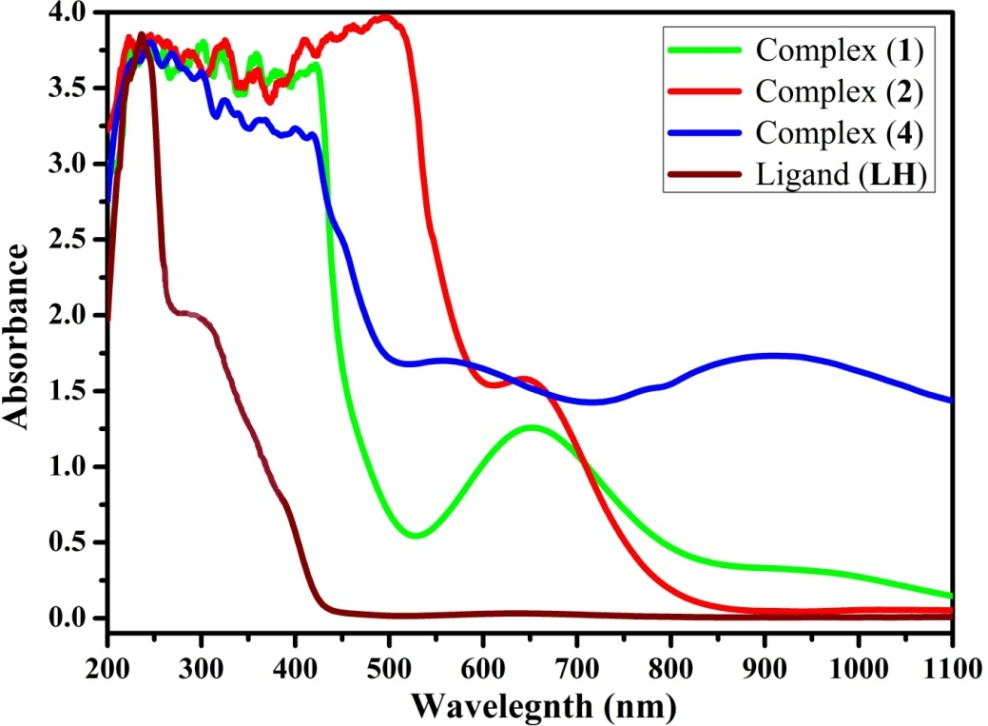 4.0
3.5
3.0
2.5
2.0
1.5
1.0
0.5
0.0
Absorbance
Complex (1)
Complex (2)
Complex (4)
Ligand (LH)
200 300 400 500 600 700 800 900 1000 1100
Wavelegnth (nm)